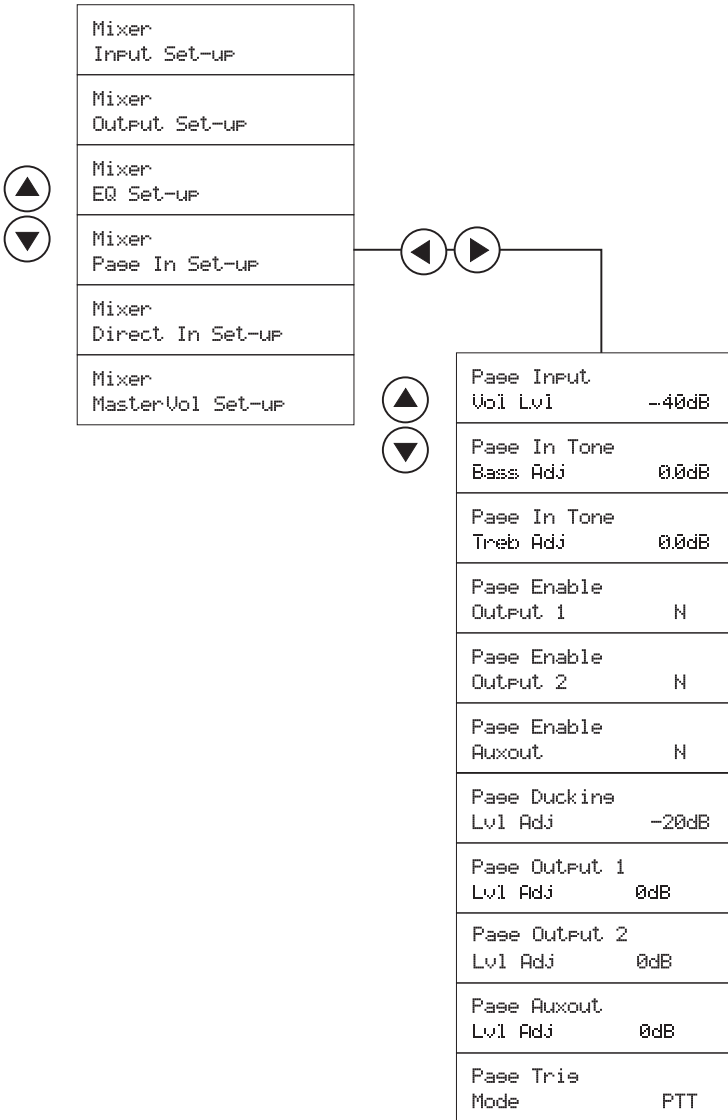 Mixer
Input Set-up
Mixer
Output Set-up
Mixer
EQ Set-up
Mixer
Page In Set-up
Mixer
Direct In Set-up
Mixer
MasterVol Set-up
Page Input
Vol Lvl -40dB
Page In Tone
Bass Adj 0.0dB
Page In Tone
Treb Adj 0.0dB
Page Enable
Output 1 N
Page Enable
Output 2 N
Page Enable
Auxout N
Page Ducking
Lvl Adj -20dB
Page Output 1
Lvl Adj 0dB
Page Output 2
Lvl Adj 0dB
Page Auxout
Lvl Adj 0dB
Page Trig
Mode PTT